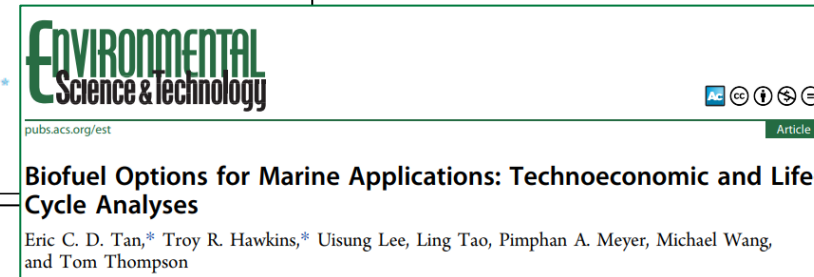 ENVIRONMENTAL
Science & Technology
pubs.acs.org/est
Article
Biofuel Options for Marine Applications: Technoeconomic and Life
Cycle Analyses
Eric C. D. Tan,* Troy R. Hawkins,* Uisung Lee, Ling Tao, Pimphan A. Meyer, Michael Wang,
and Tom Thompson